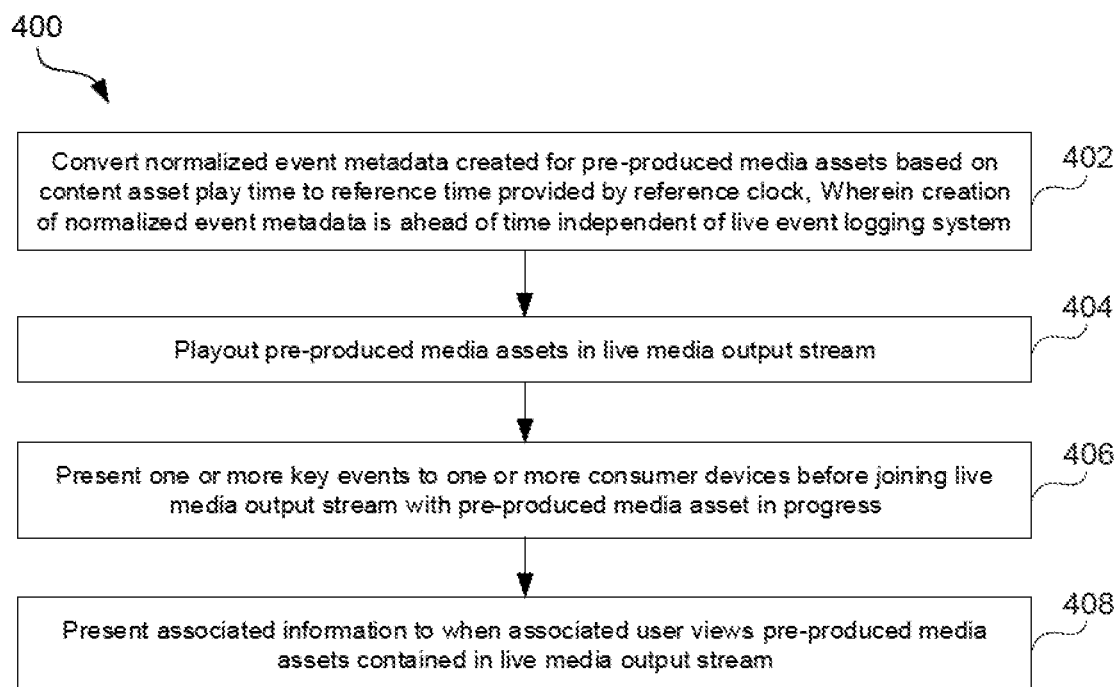 400
Convert normalized event metadata created for pre-produced media assets based on
content asset play time to reference time provided by reference clock, Wherein creation
of normalized event metadata is ahead of time independent of live event logging system
402
Playout pre-produced media assets in live media output stream
404
Present one or more key events to one or more consumer devices before joining live
media output stream with pre-produced media asset in progress
406
Present associated information to when associated user views pre-produced media
assets contained in live media output stream
408